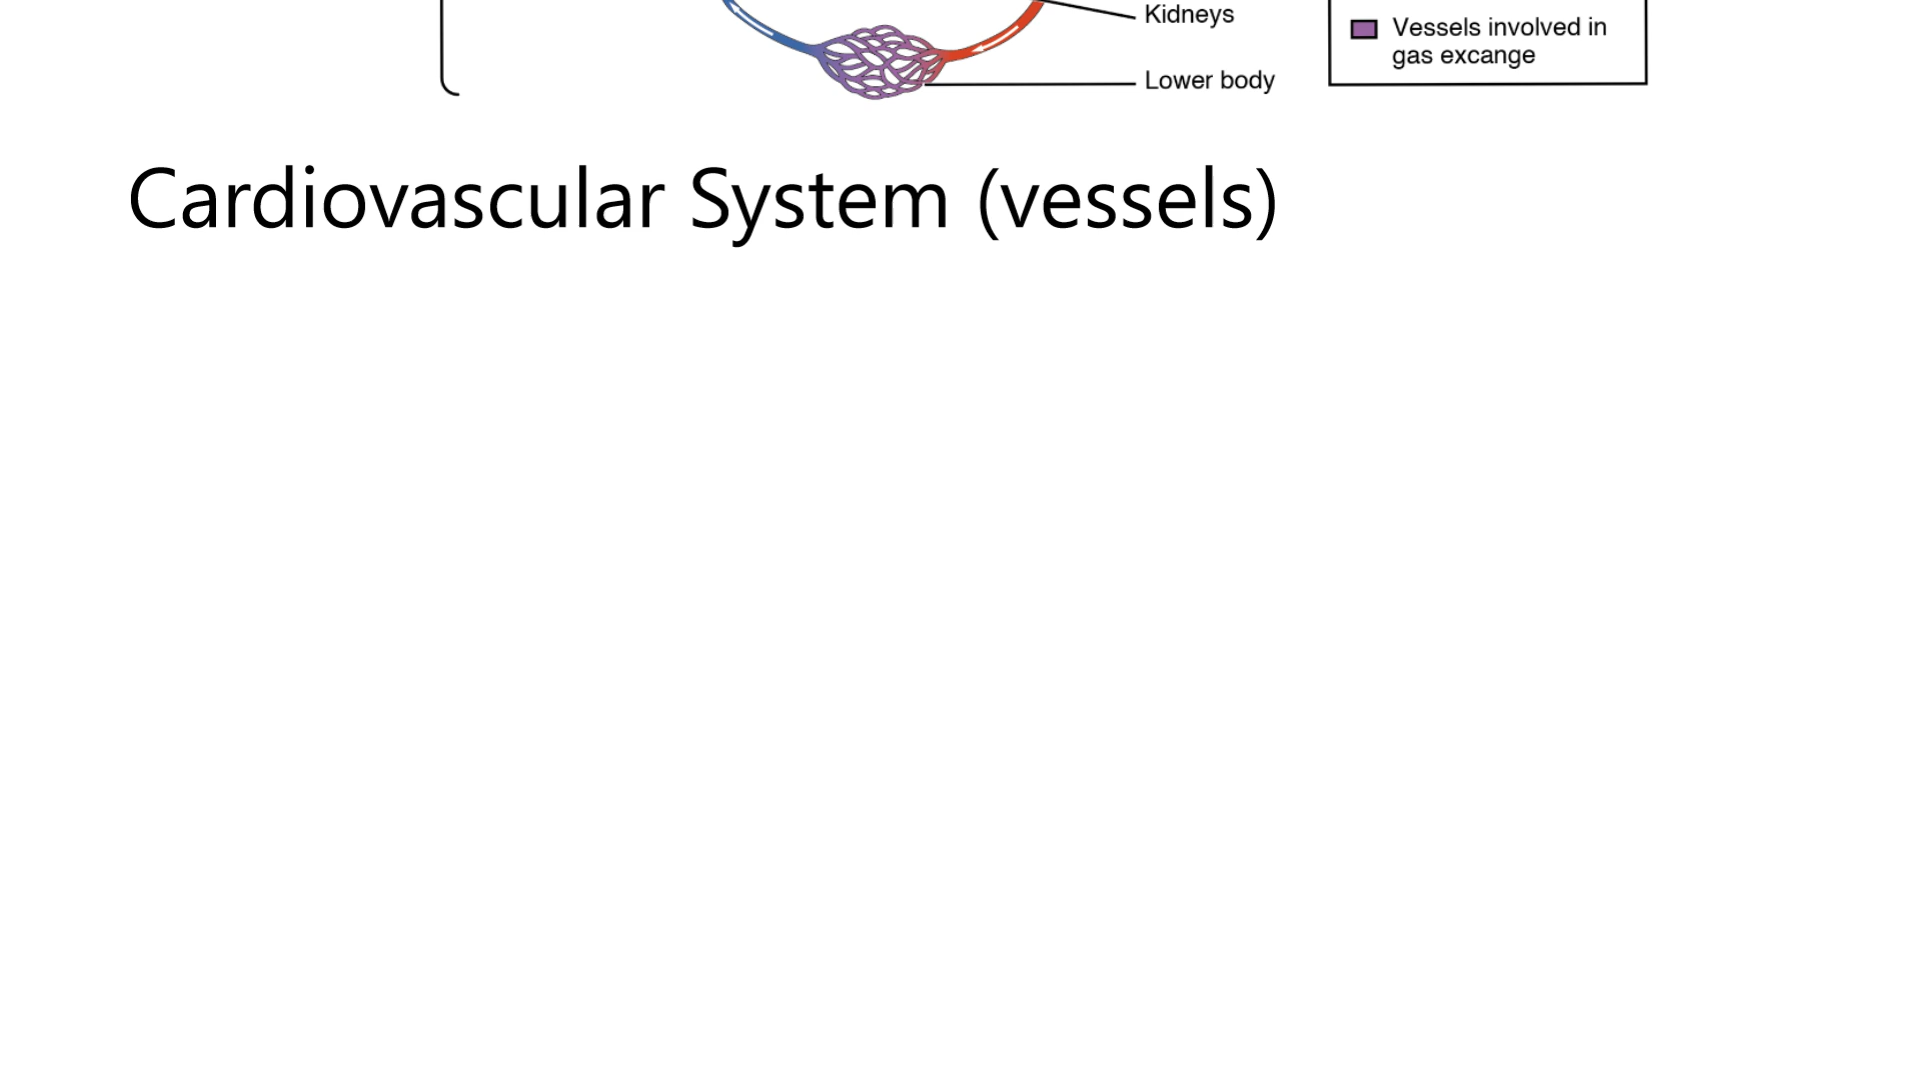 Kidneys
Vessels involved in
gas excange
Lower body
Cardiovascular System (vessels)